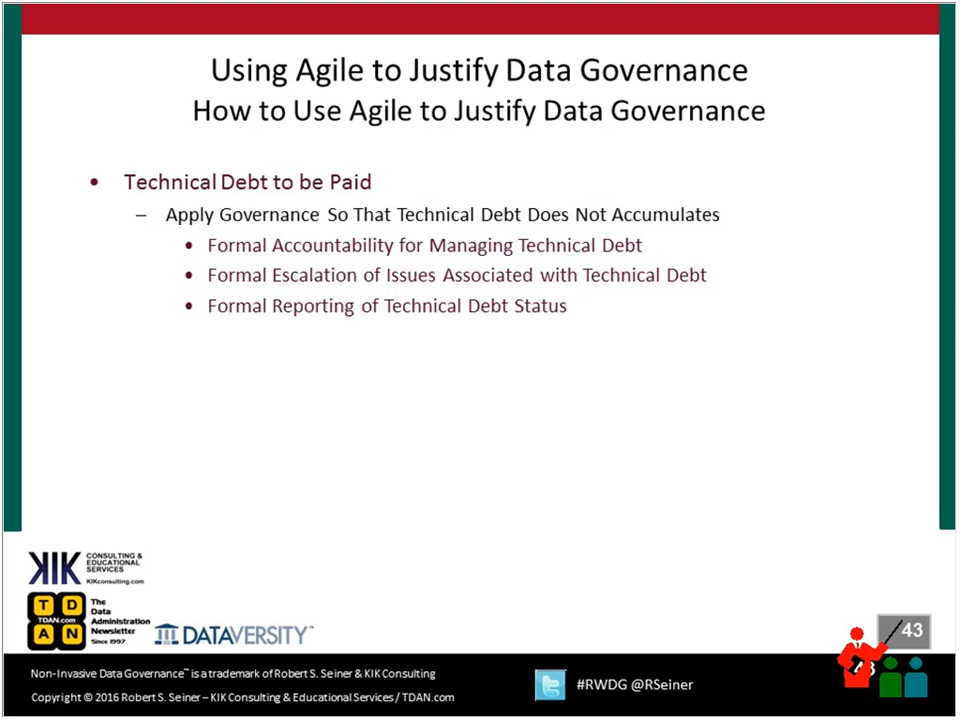 Using Agile to Justify Data Governance
How to Use Agile to Justify Data Governance
• Technical Debt to be Paid
– Apply Governance So That Technical Debt Does Not Accumulates
• Formal Accountability for Managing Technical Debt
• Formal Escalation of Issues Associated with Technical Debt
• Formal Reporting of Technical Debt Status
KIK
CONSULTING &
EDUCATIONAL
SERVICES
KIKconsulting.com
T D
TDAN.com
A N
The
Data
Administration
Newsletter
Since 1997
DATAVERSITY™
43
43
Non-Invasive Data Governance™ is a trademark of Robert S. Seiner & KIK Consulting
Copyright © 2016 Robert S. Seiner – KIK Consulting & Educational Services / TDAN.com
#RWDG @RSeiner